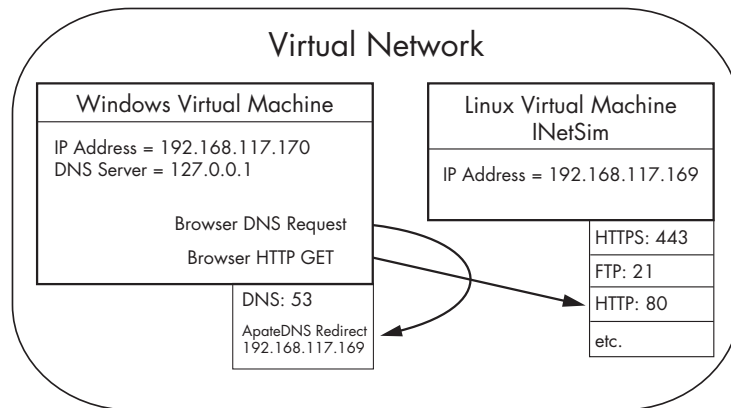 Virtual Network
Windows Virtual Machine
IP Address = 192.168.117.170
DNS Server = 127.0.0.1
Browser DNS Request
Browser HTTP GET
DNS: 53
ApateDNS Redirect
192.168.117.169
Linux Virtual Machine
INetSim
IP Address = 192.168.117.169
HTTPS: 443
FTP: 21
HTTP: 80
etc.